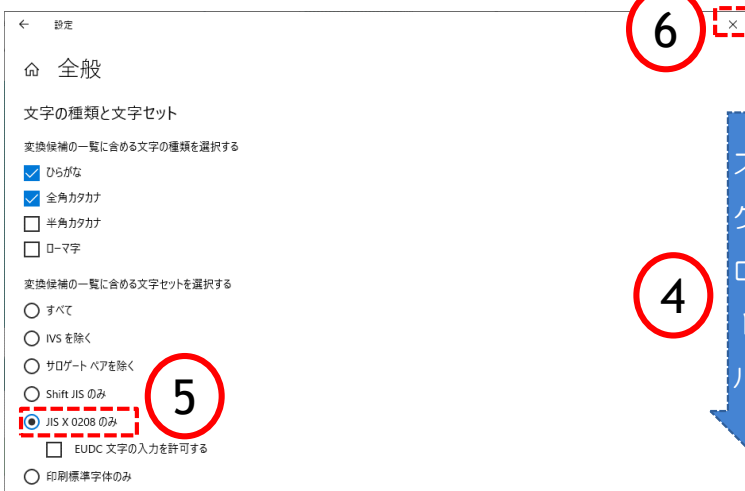 設定
6
×
全般
文字の種類と文字セット
変換候補の一覧に含める文字の種類を選択する
ひらがな
全角カタカナ
半角カタカナ
ローマ字
変換候補の一覧に含める文字セットを選択する
すべて
IVS を除く
4
サロゲート ペアを除く
Shift JIS のみ
5
JIS X 0208 のみ
EUDC 文字の入力を許可する
印刷標準字体のみ